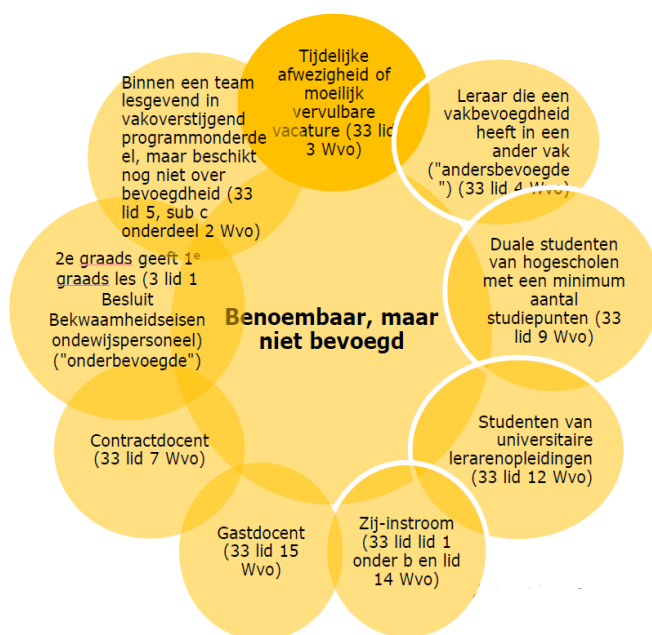 Tijdelijke
afwezigheid of
moeilijk
vervulbare
vacature (33 lid
3 Wvo)
Leraar die een
vakbevoegdheid
heeft in een
ander vak
("andersbevoegde
") (33 lid 4 Wvo)
Duale studenten
van hogescholen
met een minimum
aantal
studiepunten (33
lid 9 Wvo)
Studenten van
universitaire
lerarenopleidingen
(33 lid 12 Wvo)
Zij-instroom
(33 lid lid 1
onder b en lid
14 Wvo)
Gastdocent
(33 lid 15
Wvo)
Contractdocent
(33 lid 7 Wvo)
2e graads geeft 1e
graads les (3 lid 1
Besluit
Bekwaamheidseisen
ondewijspersoneel)
("onderbevoegde")
Binnen een team
lesgevend in
vakoverstijgend
programmonderde
el, maar beschikt
nog niet over
bevoegdheid (33
lid 5, sub c
onderdeel 2 Wvo)
Benoembaar, maar
niet bevoegd